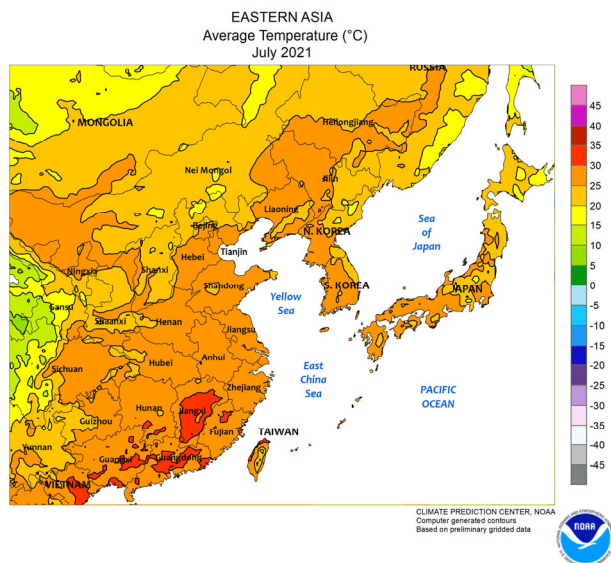 EASTERN ASIA
Average Temperature (°C)
July 2021
RUSSIA
MONGOLIA
Heilongjiang
Nei Mongol
Jilin
Liaoning
Beijing
N. KOREA
Sea
of
Japan
Tianjin
Hebei
Ningxia
Shanxi
Shandong
S. KOREA
JAPAN
Yellow
Sea
Gansu
Shaanxi
Henan
Jiangsu
Sichuan
Hubei
Anhui
East
China
Sea
Zhejiang
PACIFIC
OCEAN
Hunan
Jiangxi
Guizhou
Fujian
TAIWAN
Yunnan
Guangxi
Guangdong
VIETNAM
45
40
35
30
25
20
15
10
5
0
-5
-10
-15
-20
-25
-30
-35
-40
-45
CLIMATE PREDICTION CENTER, NOAA
Computer generated contours
Based on preliminary gridded data
NOAA